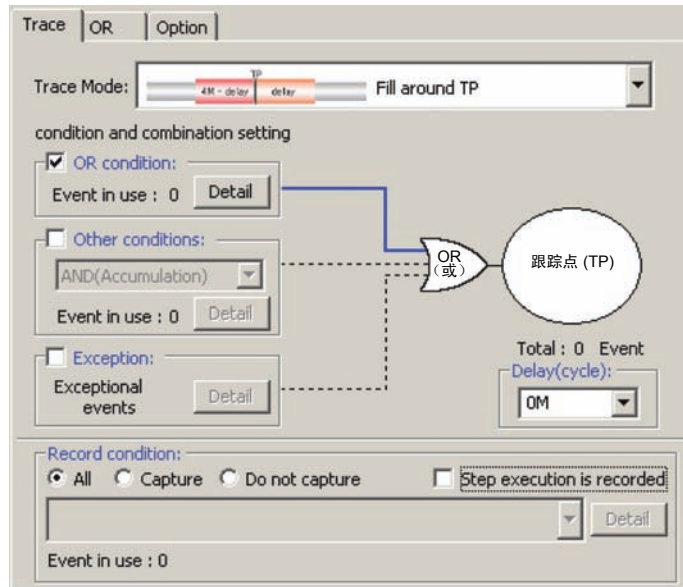 Trace OR Option
Trace Mode: 4M - delay TP delay Fill around TP
condition and combination setting
OR condition:
Event in use : 0 Detail
Other conditions:
AND(Accumulation)
Event in use : 0 Detail
Exception:
Exceptional
events
Detail
OR
（或）
跟踪点 (TP)
Total : 0 Event
Delay(cycle):
0M
Record condition:
All Capture Do not capture Step execution is recorded
Detail
Event in use : 0